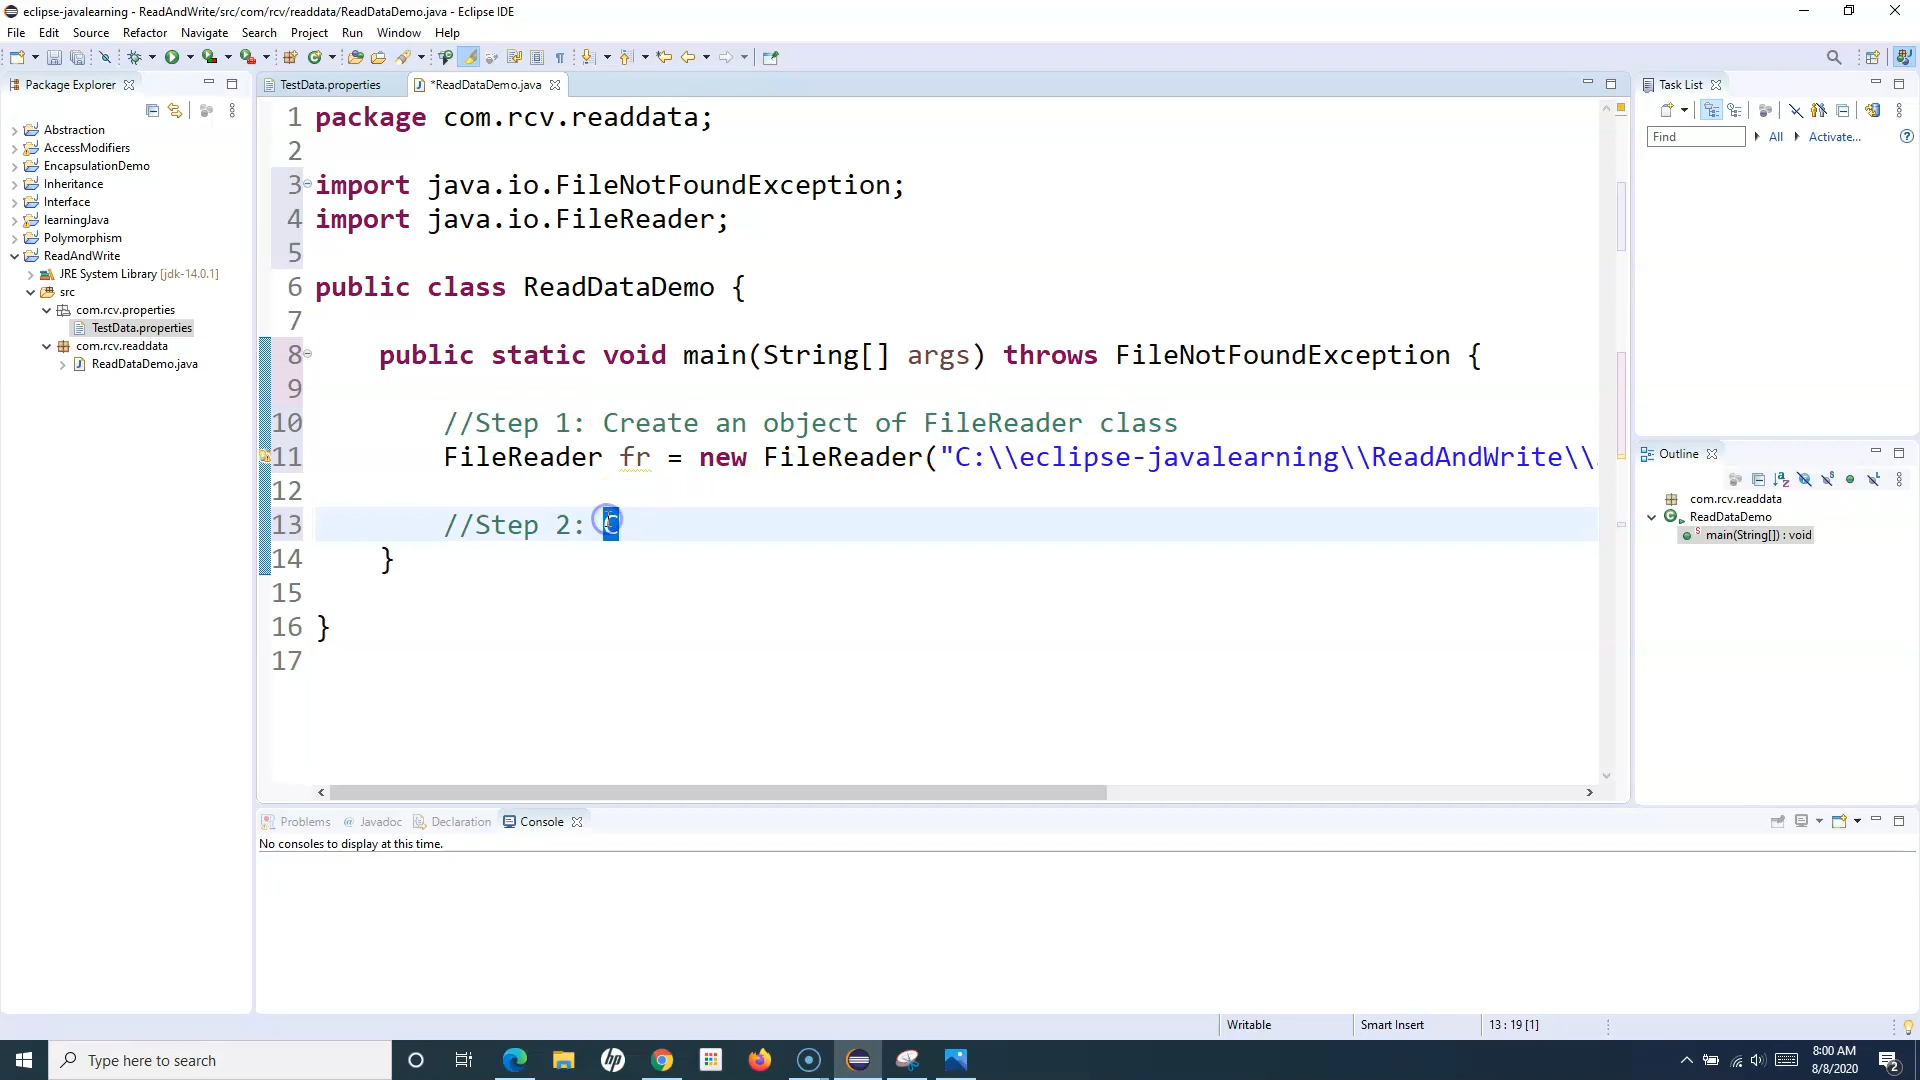 eclipse-javalearning - ReadAndWrite/src/com/rcv/readdata/ReadDataDemo.java - Eclipse IDE
File Edit Source Refactor Navigate Search Project Run Window Help
Package Explorer
TestData.properties
*ReadDataDemo.java
Abstraction
AccessModifiers
EncapsulationDemo
Inheritance
Interface
learningJava
Polymorphism
ReadAndWrite
JRE System Library [jdk-14.0.1]
src
com.rcv.properties
TestData.properties
com.rcv.readdata
ReadDataDemo.java
1 package com.rcv.readdata;
2
3 import java.io.FileNotFoundException;
4 import java.io.FileReader;
5
6 public class ReadDataDemo {
7
8 public static void main(String[] args) throws FileNotFoundException {
9
10 //Step 1: Create an object of FileReader class
11 FileReader fr = new FileReader("C:\\eclipse-javalearning\\ReadAndWrite\\
12
13 //Step 2: C
14 }
15
16 }
17
Task List
Find All Activate...
Outline
com.rcv.readdata
ReadDataDemo
main(String[]) : void
Problems Javadoc Declaration Console
No consoles to display at this time.
Writable Smart Insert 13 : 19 [1]
Type here to search
8:00 AM
8/8/2020
2